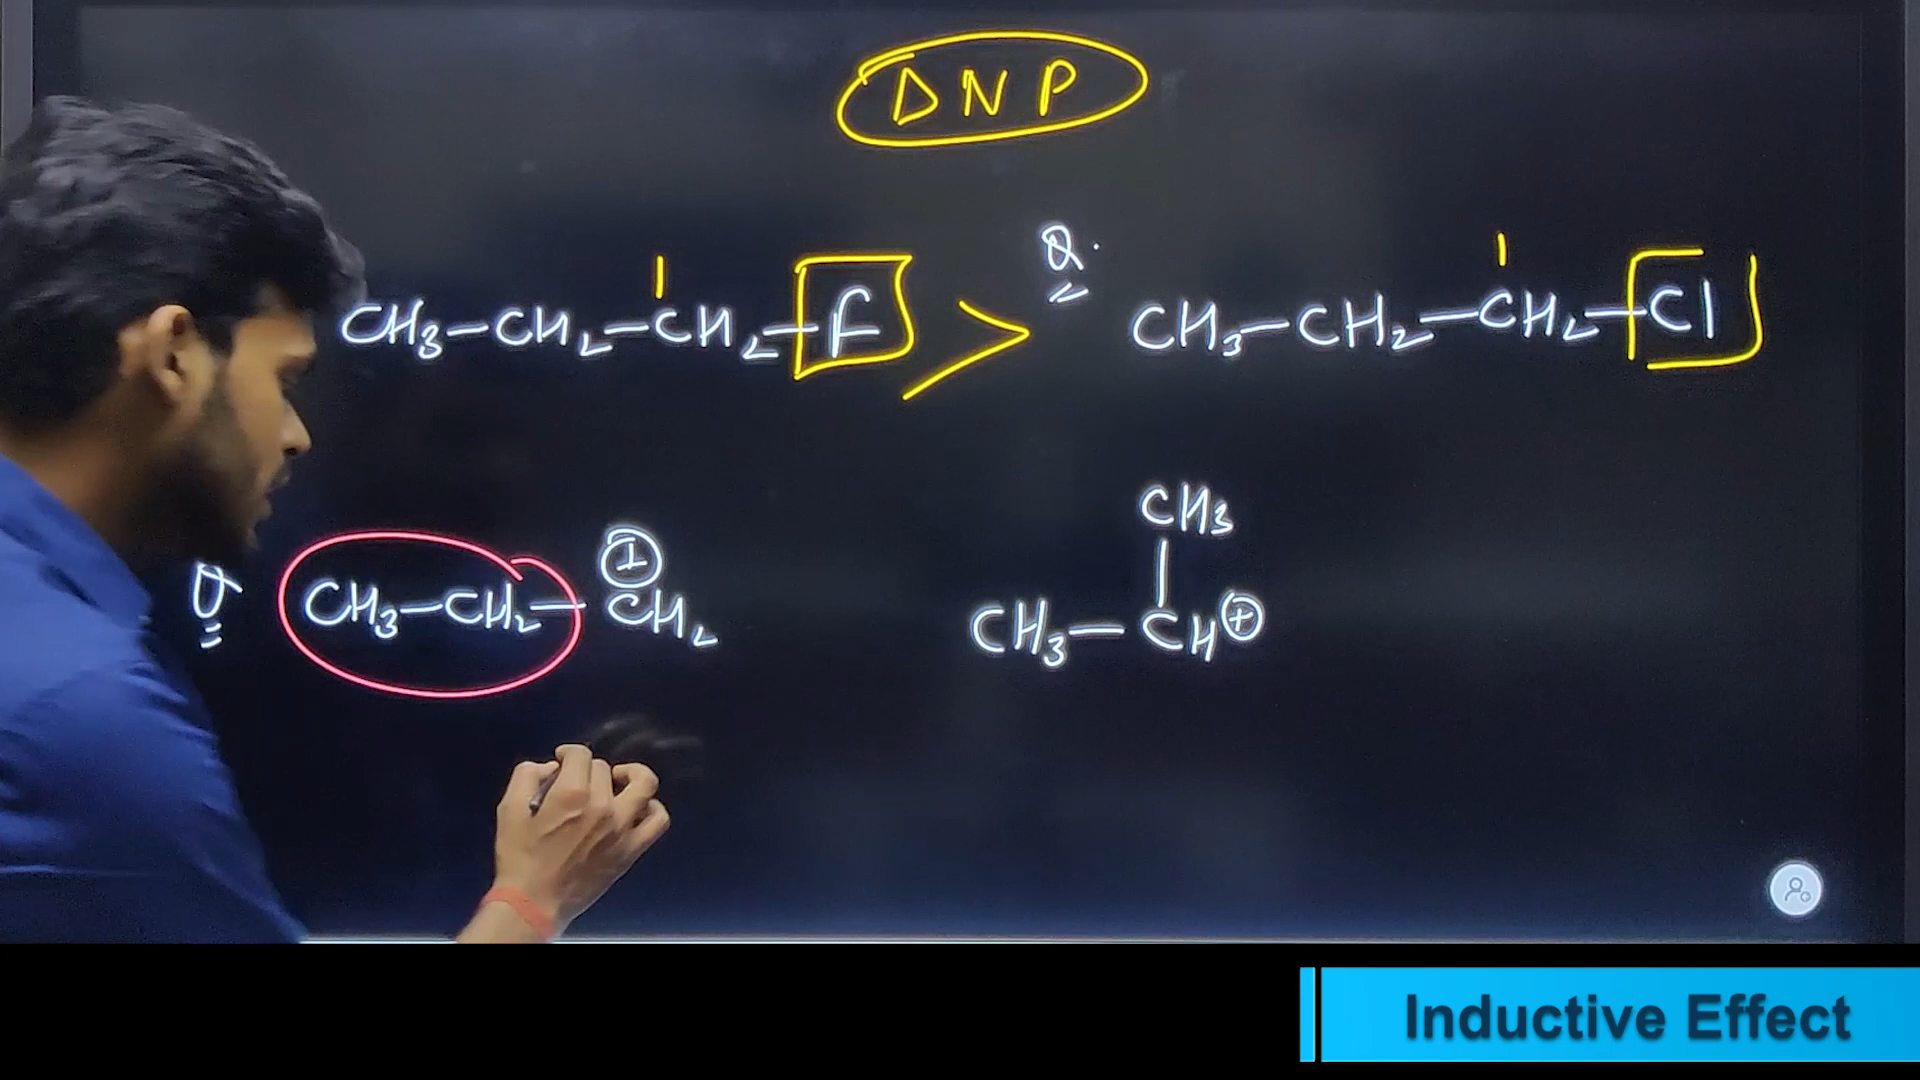 DNP
CH₃-CH₂-CH₂-F > Q. CH₃-CH₂-CH₂-Cl
Q CH₃-CH₂-CH₂⊕
CH₃
CH₃-CH⊕
Inductive Effect